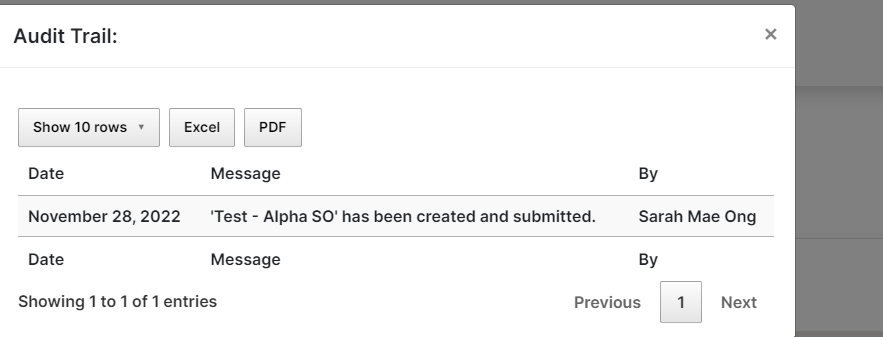 Audit Trail:
×
Show 10 rows ▼ Excel PDF
Date Message By
November 28, 2022 'Test - Alpha SO' has been created and submitted. Sarah Mae Ong
Date Message By
Showing 1 to 1 of 1 entries
Previous 1 Next